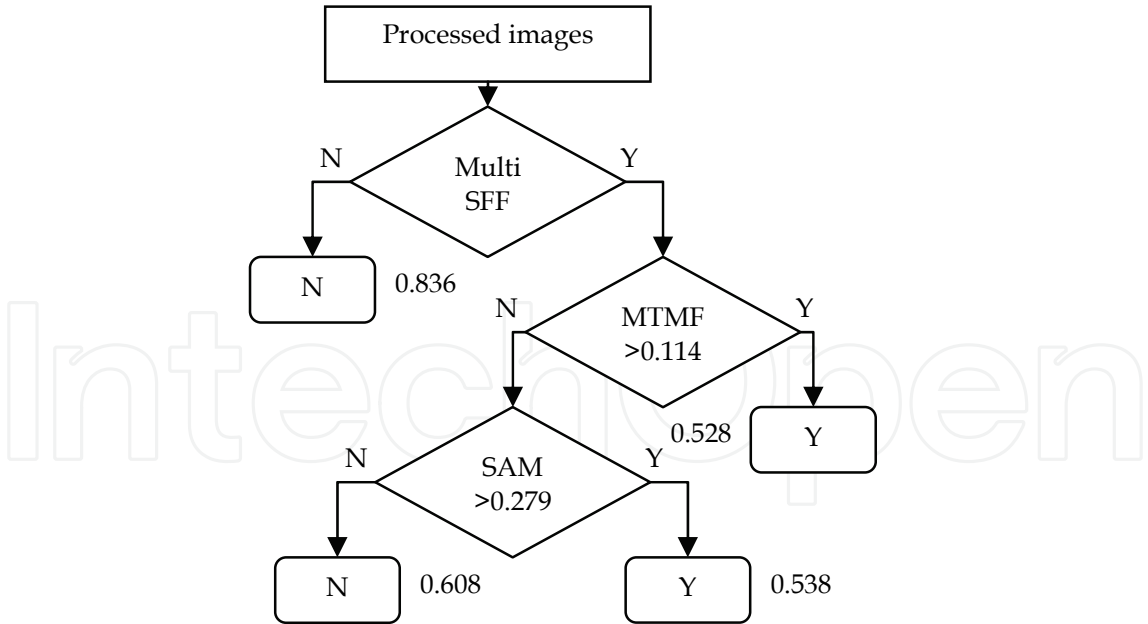 Processed images
N
Y
Multi
SFF
N
0.836
N
Y
MTMF
>0.114
0.528
Y
N
Y
SAM
>0.279
N
0.608
Y
0.538
IntechOpen